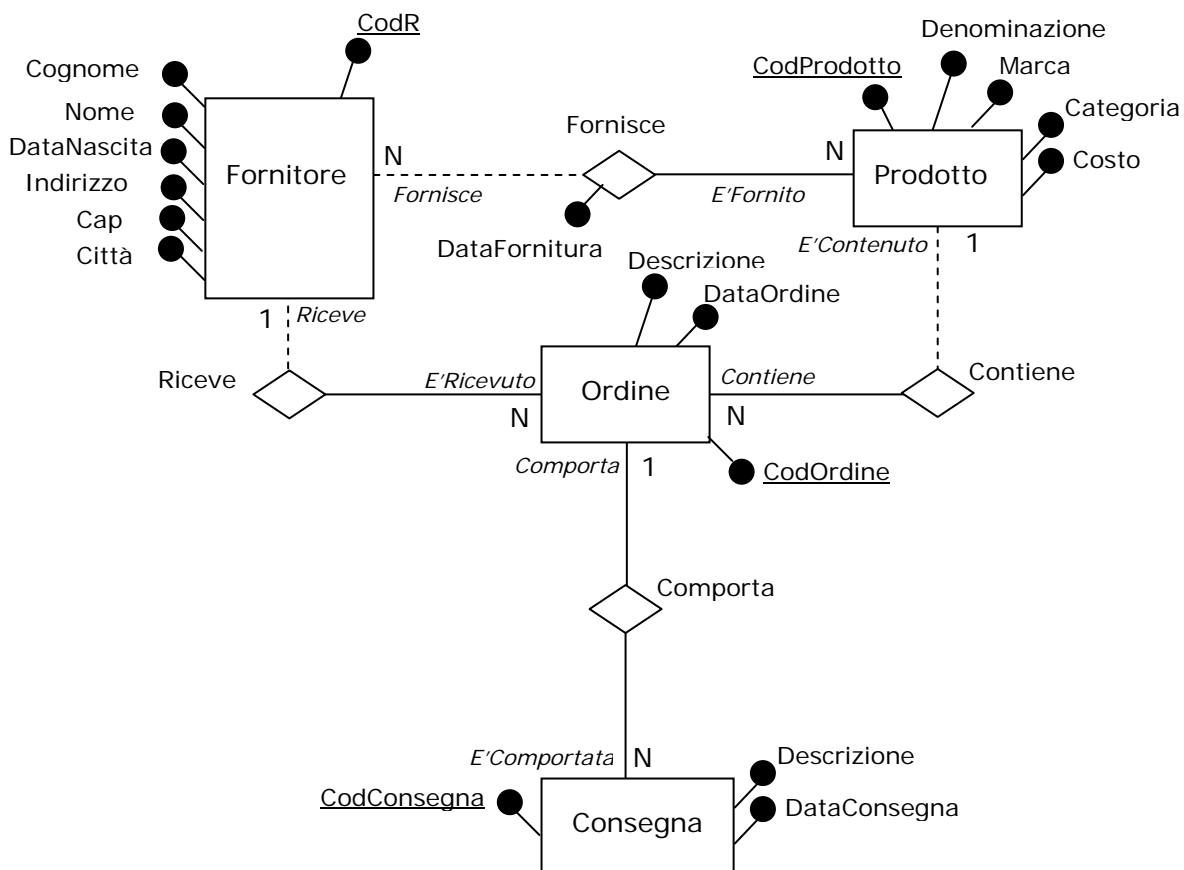 CodR
Denominazione
Cognome
CodProdotto
Marca
Nome
Fornisce
Categoria
DataNascita
N
N
Costo
Indirizzo
Fornitore
Prodotto
Fornisce
E'Fornito
Cap
Città
DataFornitura
E'Contenuto
1
Descrizione
DataOrdine
1
Riceve
Riceve
E'Ricevuto
Ordine
Contiene
Contiene
N
N
Comporta
1
CodOrdine
Comporta
E'Comportata
N
Descrizione
CodConsegna
DataConsegna
Consegna